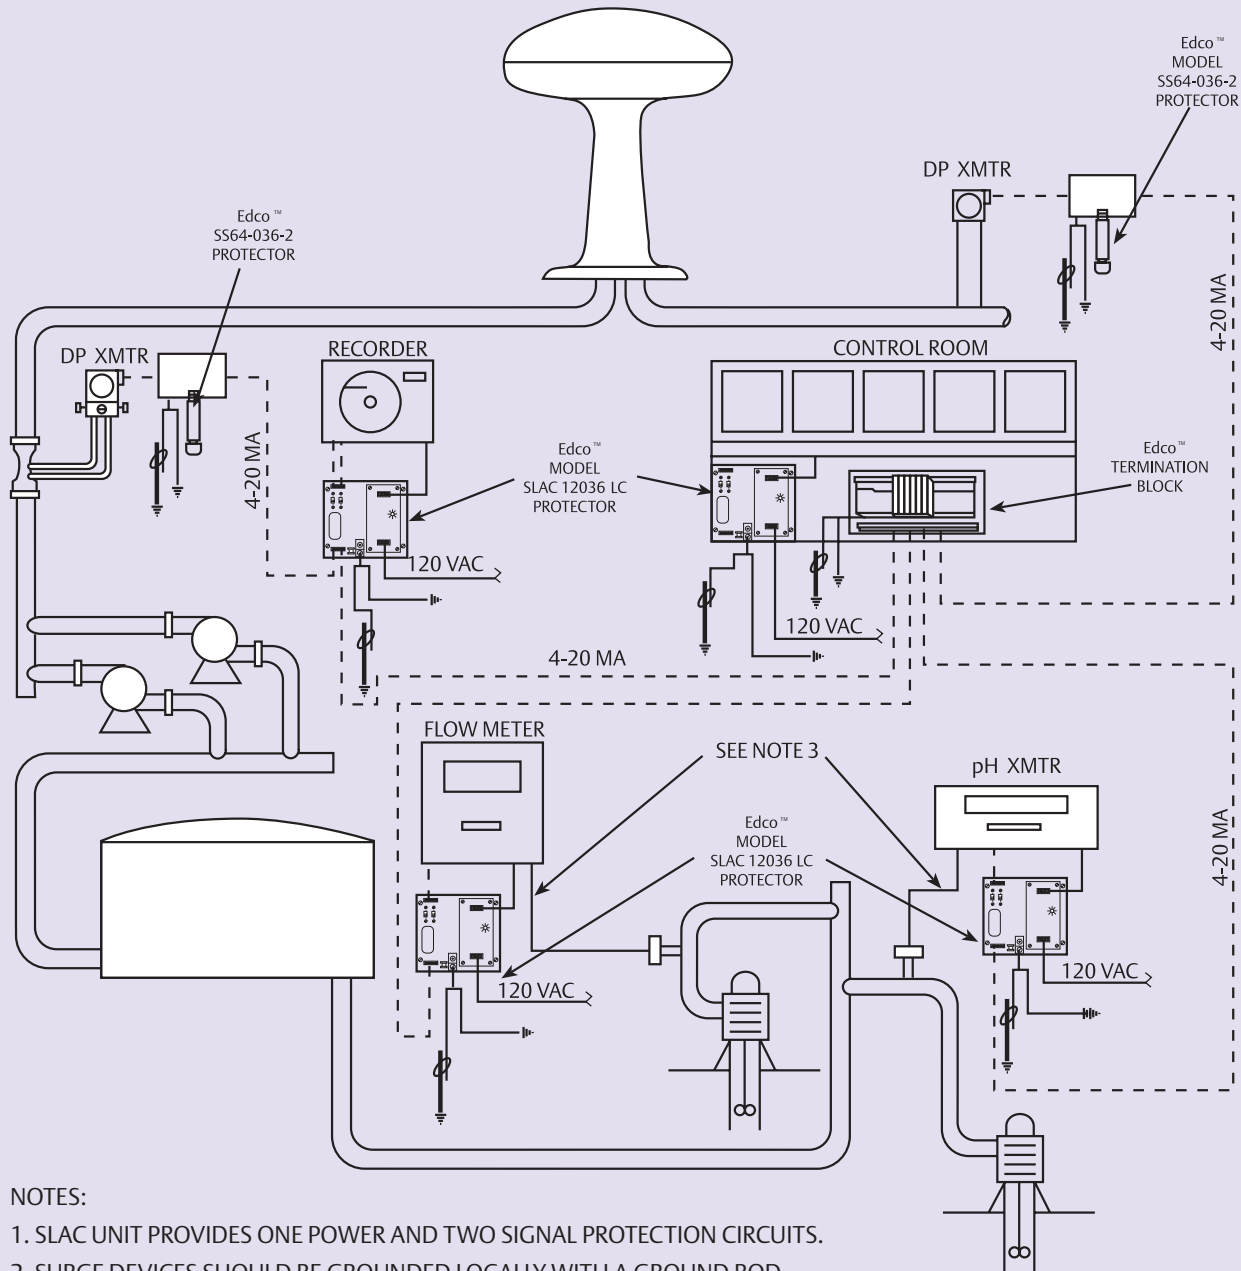 Edco™
MODEL
SS64-036-2
PROTECTOR
DP XMTR
Edco™
SS64-036-2
PROTECTOR
4-20 MA
DP XMTR
RECORDER
CONTROL ROOM
4-20 MA
Edco™
MODEL
SLAC 12036 LC
PROTECTOR
Edco™
TERMINATION
BLOCK
120 VAC
120 VAC
4-20 MA
FLOW METER
SEE NOTE 3
pH XMTR
4-20 MA
Edco™
MODEL
SLAC 12036 LC
PROTECTOR
120 VAC
120 VAC
NOTES:
1. SLAC UNIT PROVIDES ONE POWER AND TWO SIGNAL PROTECTION CIRCUITS.
2. SURGE DEVICES SHOULD BE GROUNDED LOCALLY WITH A GROUND ROD